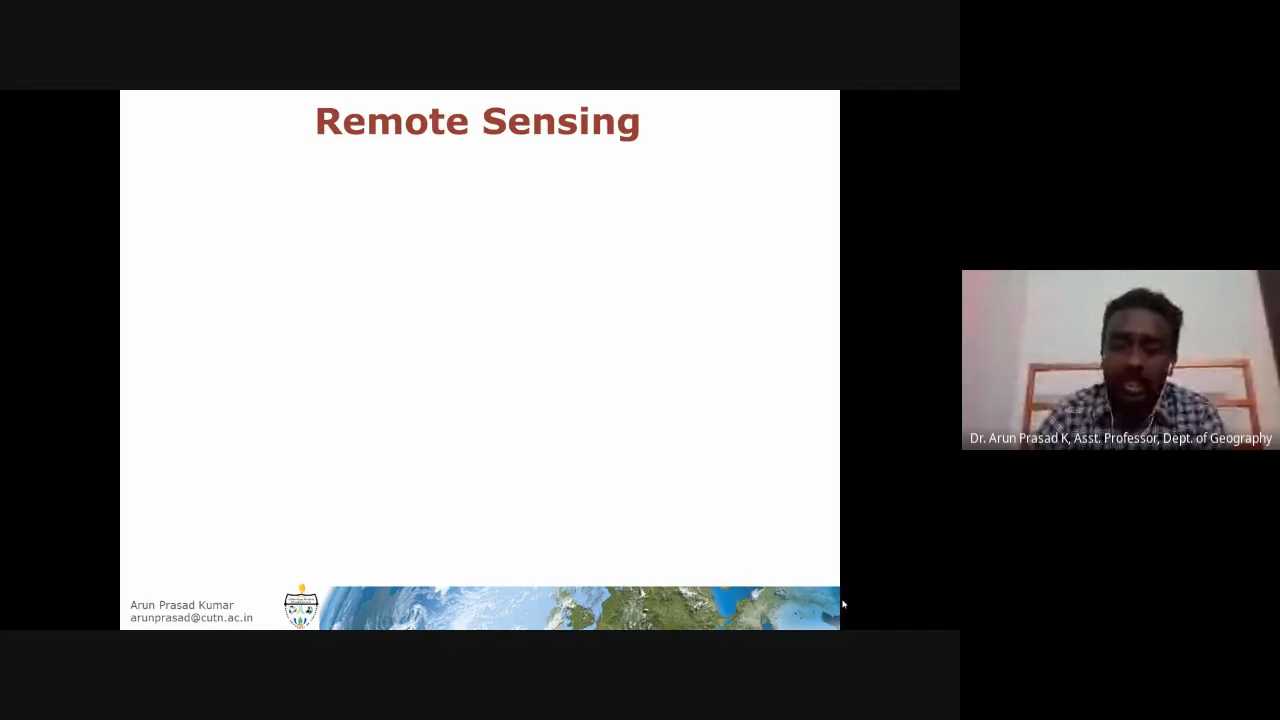 Remote Sensing
Arun Prasad Kumar
arunprasad@cutn.ac.in
Dr. Arun Prasad K, Asst. Professor, Dept. of Geography